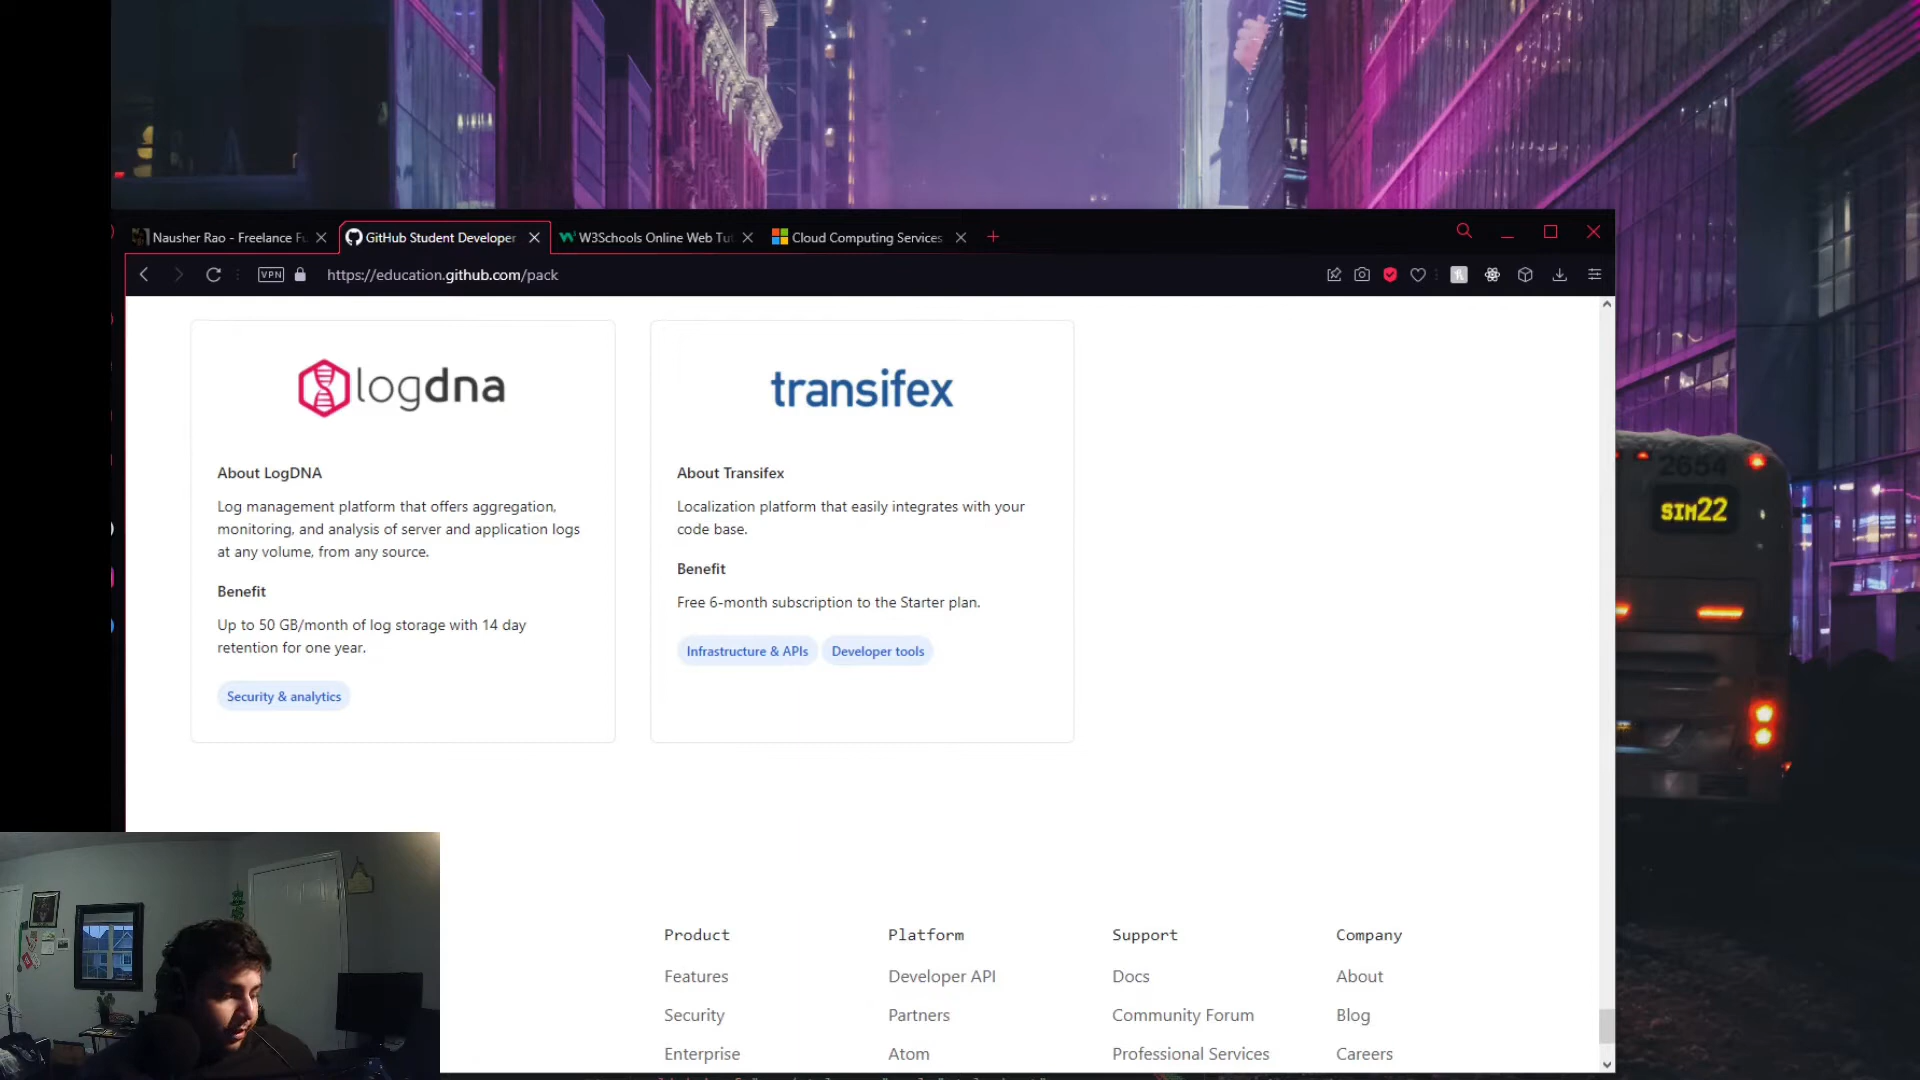 2654
SIM22
Nausher Rao - Freelance Fu
GitHub Student Developer
W3Schools Online Web Tut
Cloud Computing Services
VPN
https://education.github.com/pack
logdna
About LogDNA
Log management platform that offers aggregation,
monitoring, and analysis of server and application logs
at any volume, from any source.
Benefit
Up to 50 GB/month of log storage with 14 day
retention for one year.
Security & analytics
transifex
About Transifex
Localization platform that easily integrates with your
code base.
Benefit
Free 6-month subscription to the Starter plan.
Infrastructure & APIs
Developer tools
Product
Features
Security
Enterprise
Platform
Developer API
Partners
Atom
Support
Docs
Community Forum
Professional Services
Company
About
Blog
Careers